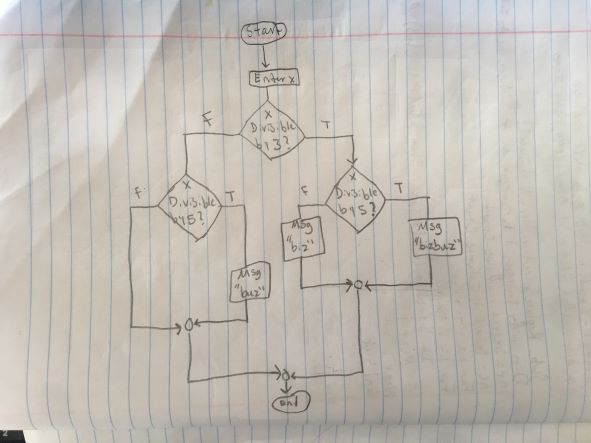 Start
Enter x
F
T
X
Divisible
by 3?
F
T
X
Divisible
by 5?
F
T
X
Divisible
by 5?
Msg
"biz"
Msg
"bizbuz"
Msg
"buz"
end